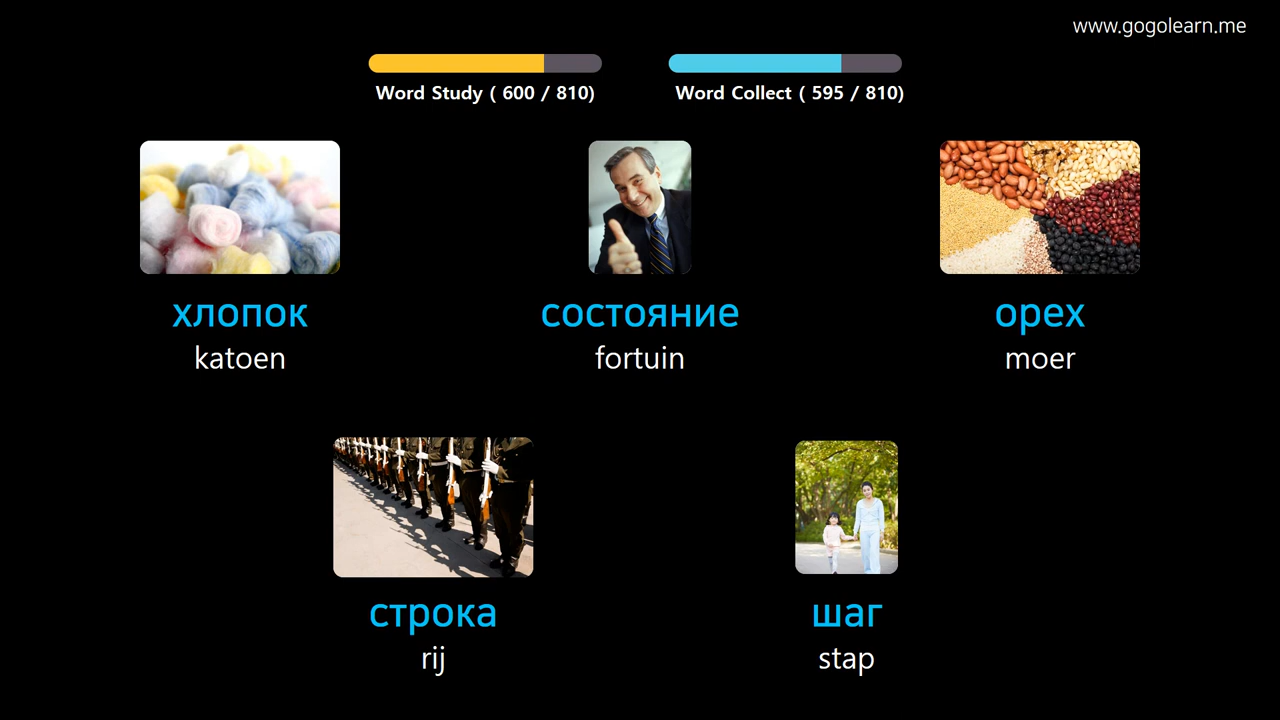 www.gogolearn.me
Word Study ( 600 / 810)
Word Collect ( 595 / 810)
хлопок
katoen
состояние
fortuin
орех
moer
строка
rij
шаг
stap